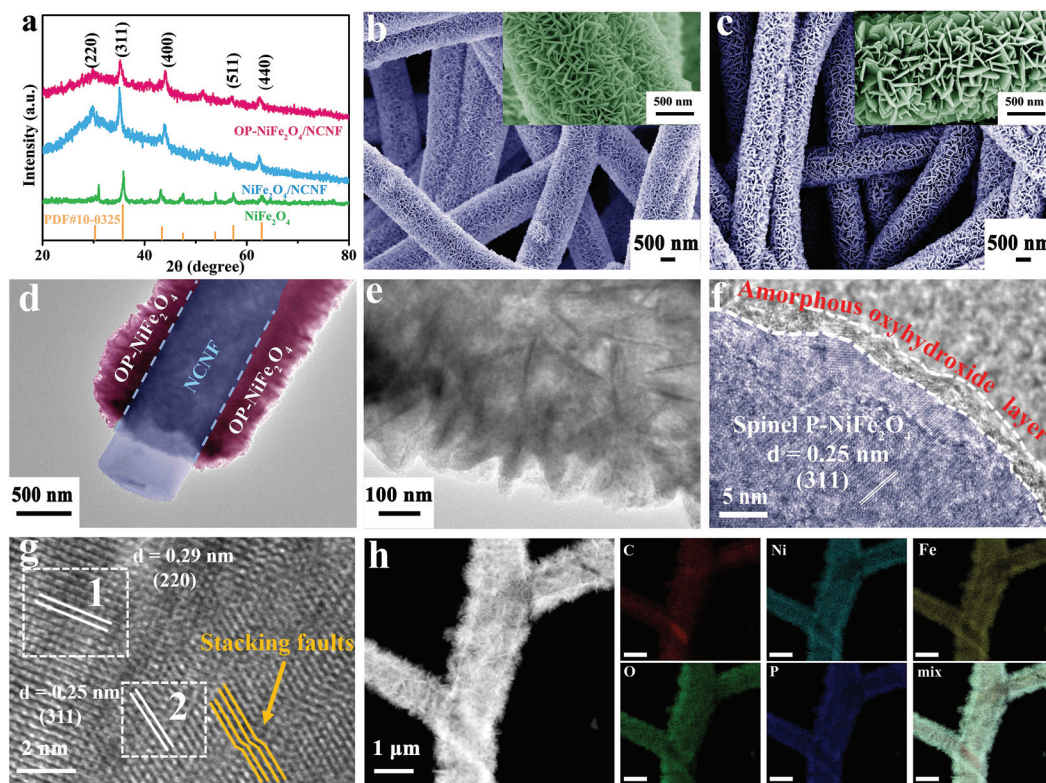 a
(220)
(311)
(400)
(511)
(440)
OP-NiFe₂O₄/NCNF
NiFe₂O₄/NCNF
NiFe₂O₄
PDF#10-0325
Intensity (a.u.)
20
40
60
80
2θ (degree)
b
500 nm
500 nm
c
500 nm
500 nm
d
OP-NiFe₂O₄
NCNF
OP-NiFe₂O₄
500 nm
e
100 nm
f
Amorphous oxyhydroxide layer
Spinel P-NiFe₂O₄
d = 0.25 nm
(311)
5 nm
g
d = 0.29 nm
(220)
1
Stacking faults
d = 0.25 nm
(311)
2
2 nm
h
1 μm
C
Ni
Fe
O
P
mix